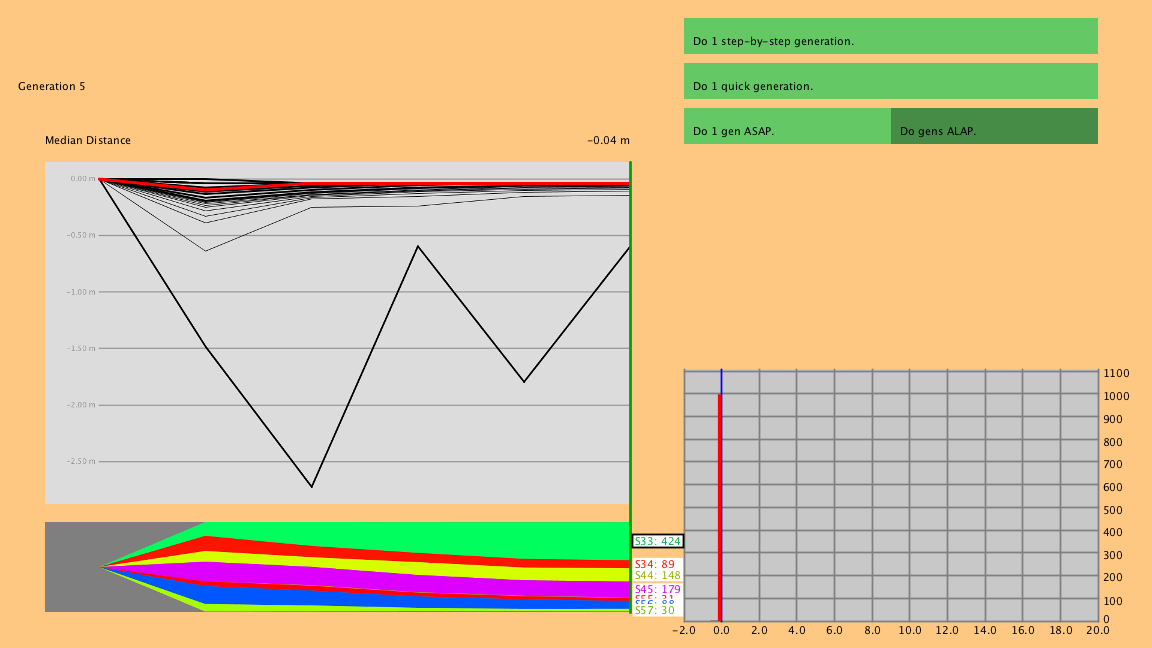 Do 1 step-by-step generation.
Generation 5
Do 1 quick generation.
Do 1 gen ASAP.
Do gens ALAP.
Median Distance
-0.04 m
0.00 m
-0.50 m
-1.00 m
-1.50 m
-2.00 m
-2.50 m
S33: 424
S34: 89
S44: 148
S45: 179
S57: 30
1100
1000
900
800
700
600
500
400
300
200
100
0
-2.0 0.0 2.0 4.0 6.0 8.0 10.0 12.0 14.0 16.0 18.0 20.0